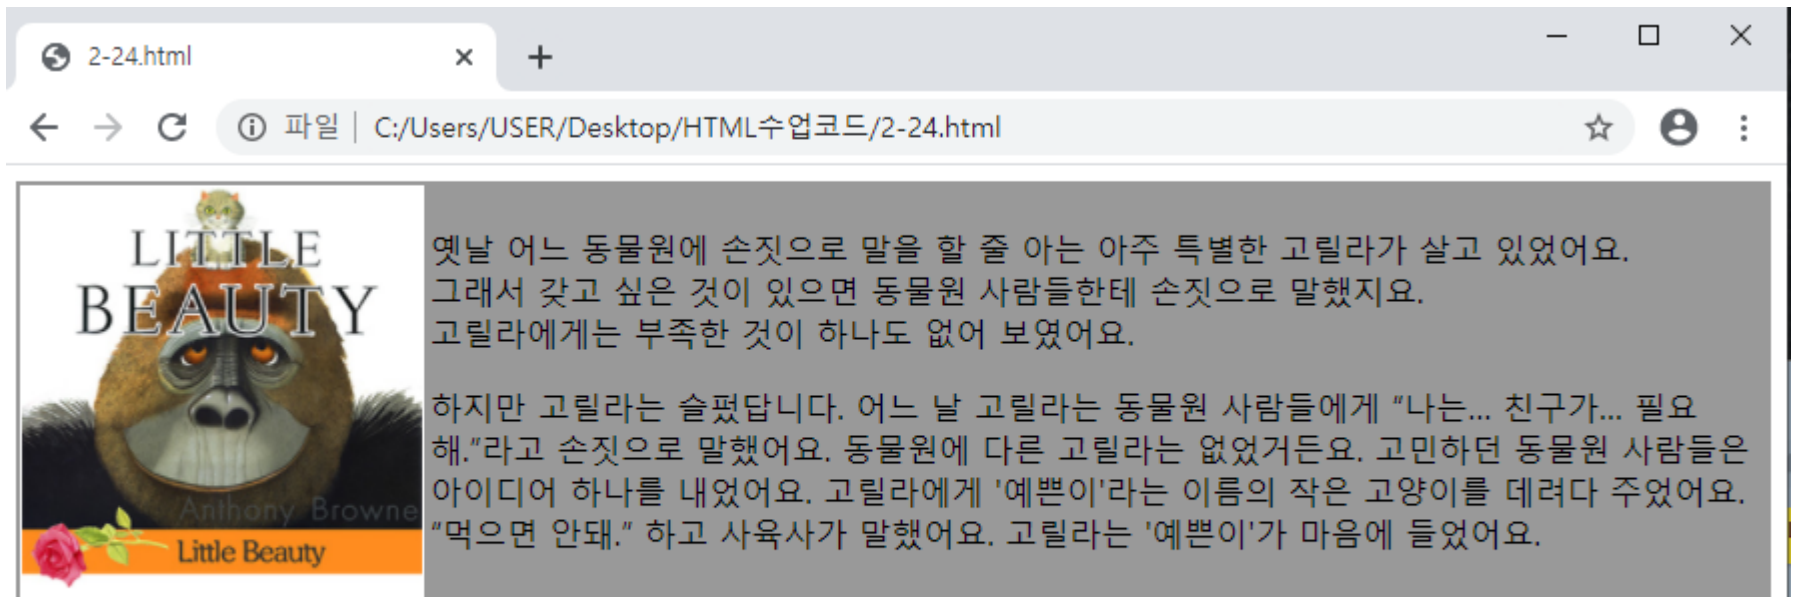 2-24.html
파일 C:/Users/USER/Desktop/HTML수업코드/2-24.html
LITTLE
BEAUTY
Anthony Browne
Little Beauty
옛날 어느 동물원에 손짓으로 말을 할 줄 아는 아주 특별한 고릴라가 살고 있었어요.
그래서 갖고 싶은 것이 있으면 동물원 사람들한테 손짓으로 말했지요.
고릴라에게는 부족한 것이 하나도 없어 보였어요.
하지만 고릴라는 슬펐답니다. 어느 날 고릴라는 동물원 사람들에게 "나는... 친구가... 필요
해."라고 손짓으로 말했어요. 동물원에 다른 고릴라는 없었거든요. 고민하던 동물원 사람들은
아이디어 하나를 내었어요. 고릴라에게 '예쁜이'라는 이름의 작은 고양이를 데려다 주었어요.
"먹으면 안돼." 하고 사육사가 말했어요. 고릴라는 '예쁜이'가 마음에 들었어요.